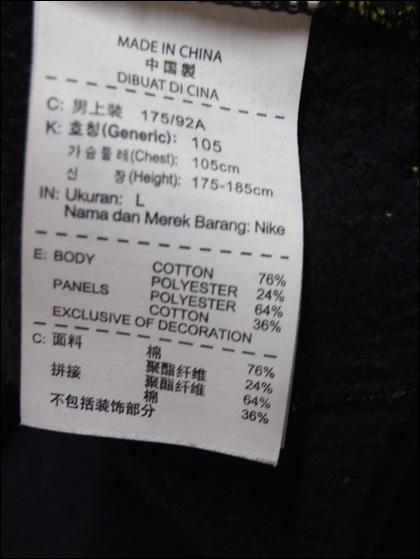 MADE IN CHINA
中国製
DIBUAT DI CINA
C: 男上裝 175/92A
K: 호칭(Generic): 105
가슴둘레(Chest): 105cm
신 장(Height): 175-185cm
IN: Ukuran: L
Nama dan Merek Barang: Nike
E: BODY COTTON 76%
POLYESTER 24%
PANELS POLYESTER 64%
COTTON 36%
EXCLUSIVE OF DECORATION
C: 面料 棉 76%
聚酯纤维 24%
拼接 聚酯纤维 64%
棉 36%
不包括装饰部分